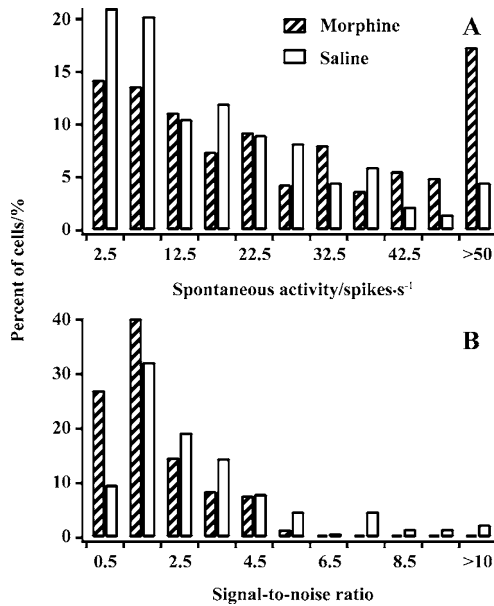 20
15
10
5
0
A
Morphine
Saline
2.5 12.5 22.5 32.5 42.5 >50
Spontaneous activity/spikes·s⁻¹
Percent of cells/%
40
30
20
10
0
B
0.5 2.5 4.5 6.5 8.5 >10
Signal-to-noise ratio